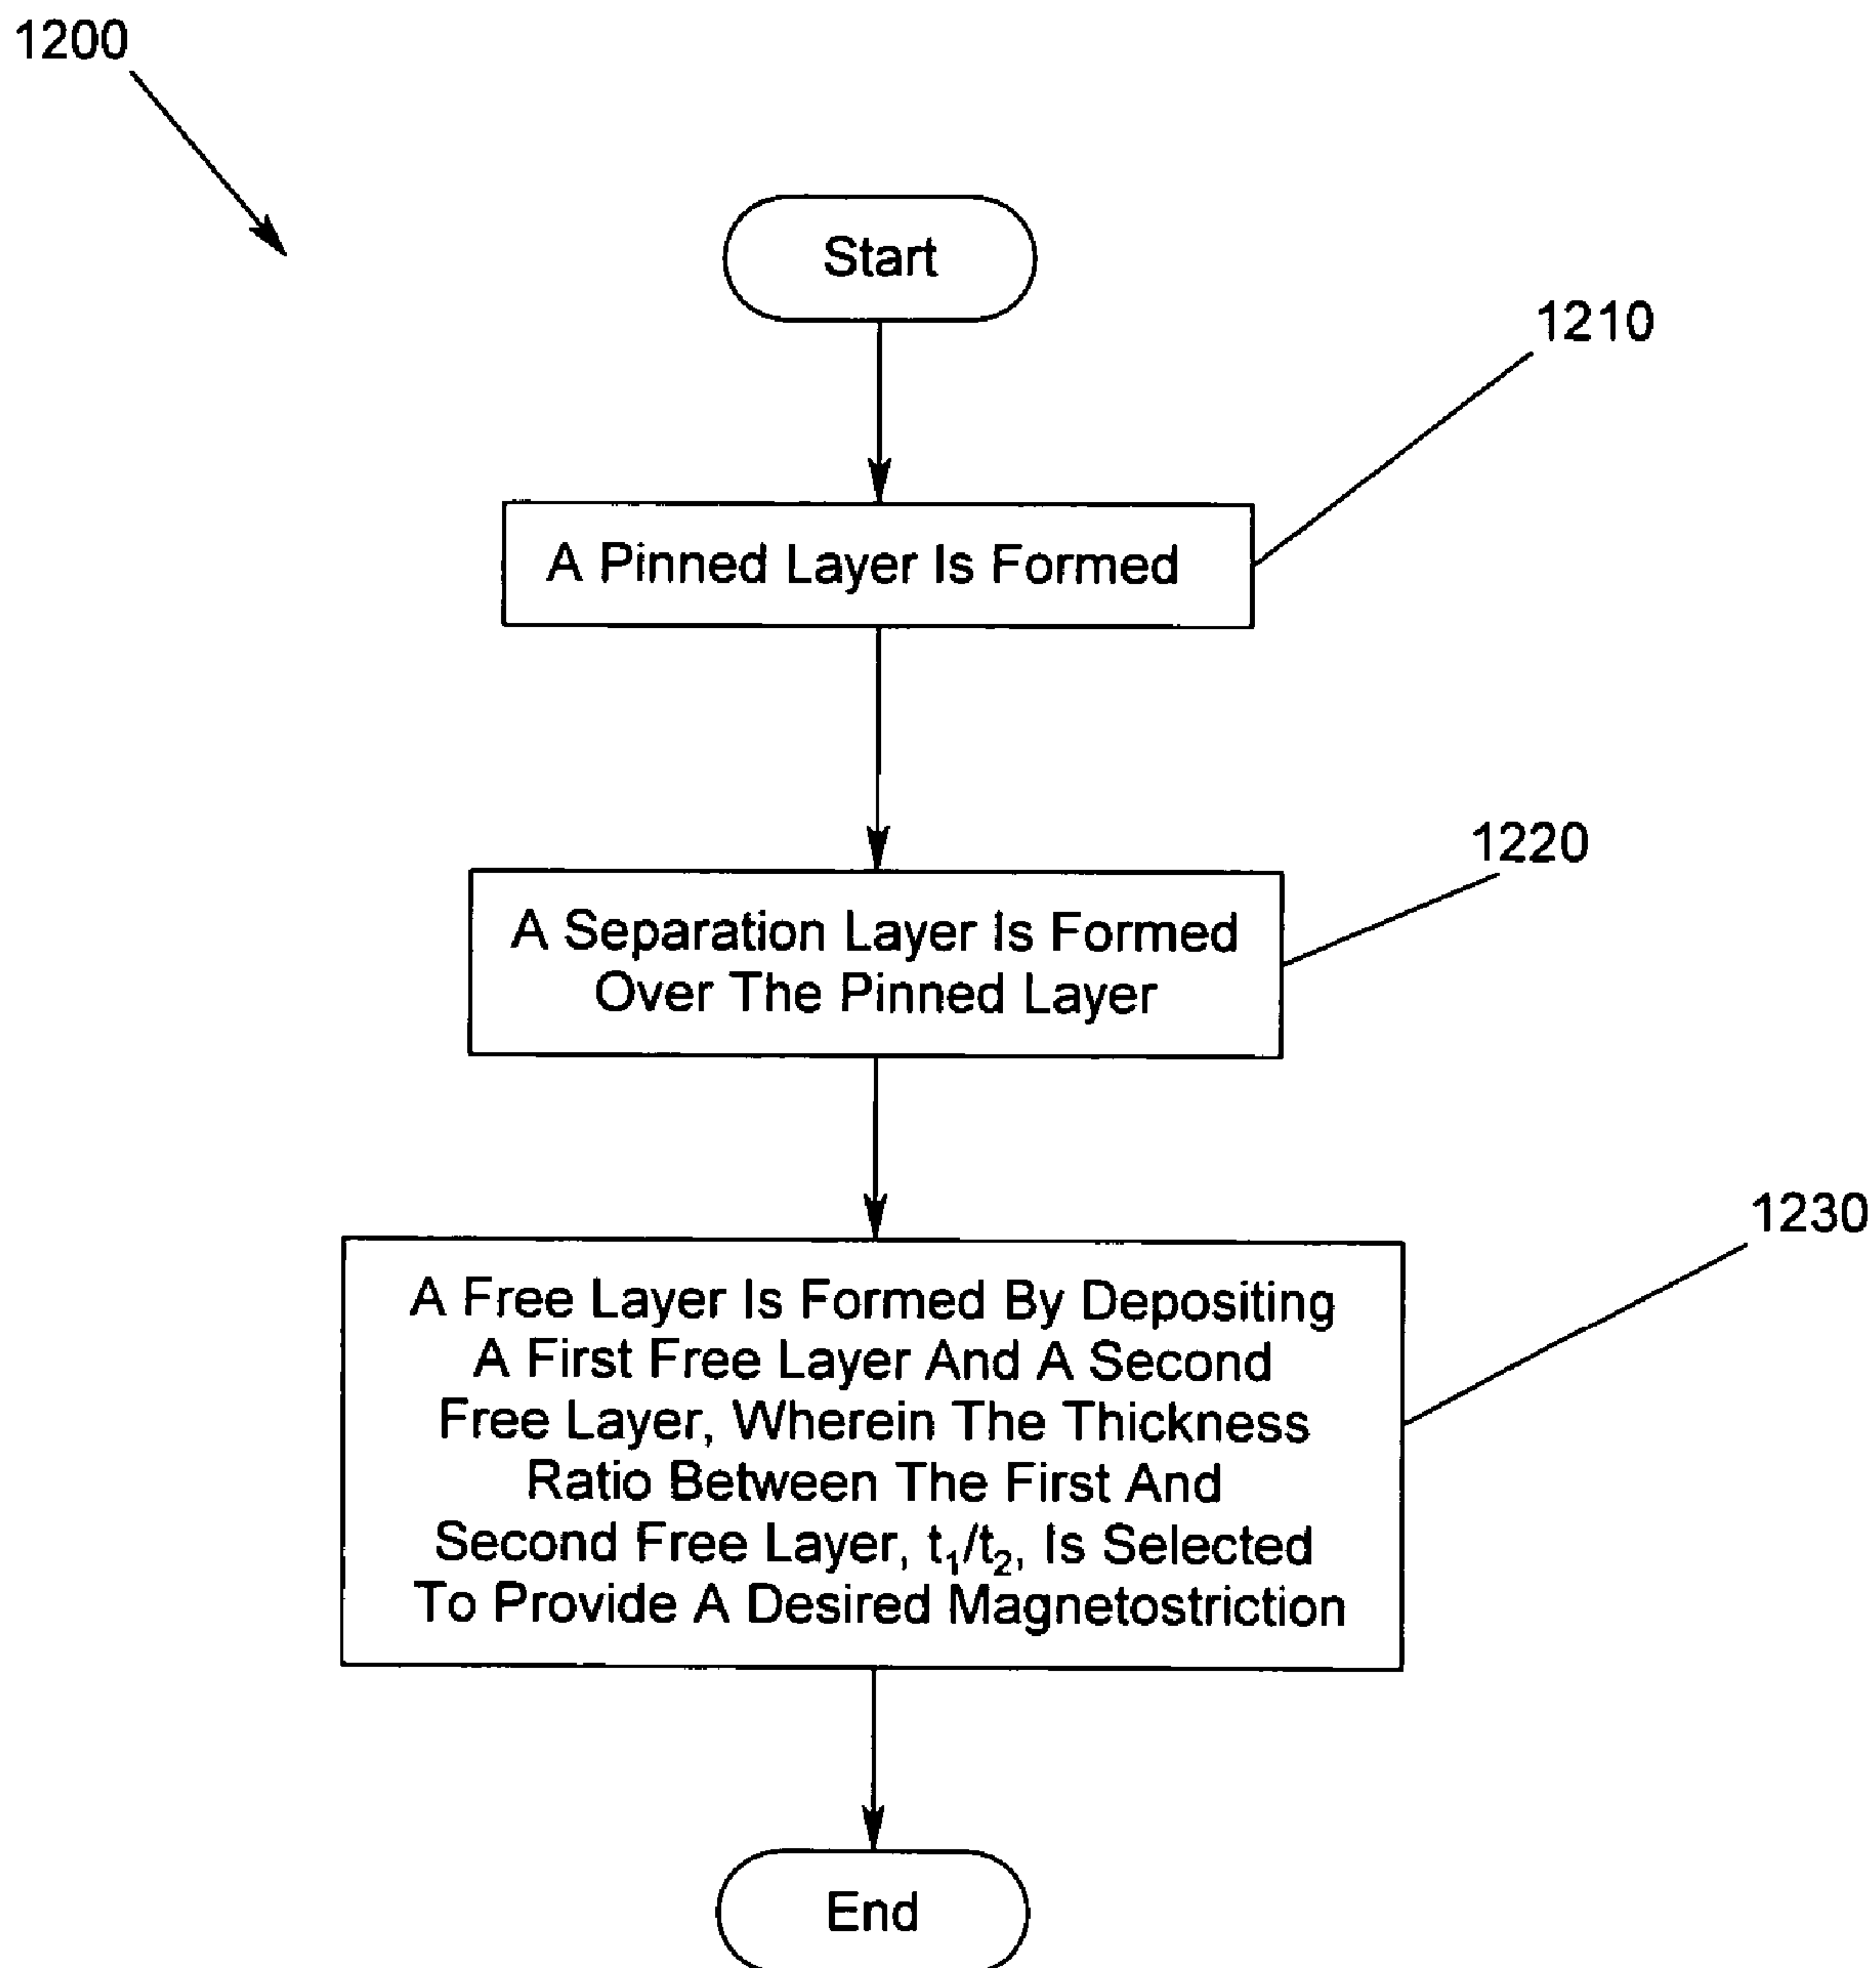 1200
Start
1210
A Pinned Layer Is Formed
1220
A Separation Layer Is Formed
Over The Pinned Layer
1230
A Free Layer Is Formed By Depositing
A First Free Layer And A Second
Free Layer, Wherein The Thickness
Ratio Between The First And
Second Free Layer, t₁/t₂, Is Selected
To Provide A Desired Magnetostriction
End